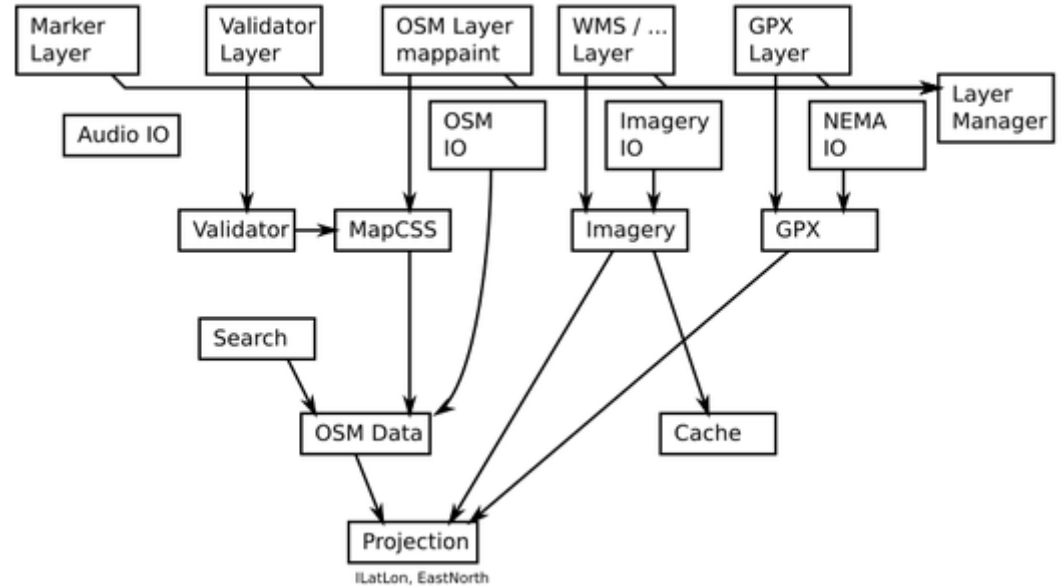 Marker
Layer
Validator
Layer
OSM Layer
mappaint
WMS / ...
Layer
GPX
Layer
Layer
Manager
Audio IO
OSM
IO
Imagery
IO
NEMA
IO
Validator
MapCSS
Imagery
GPX
Search
OSM Data
Cache
Projection
ILatLon, EastNorth